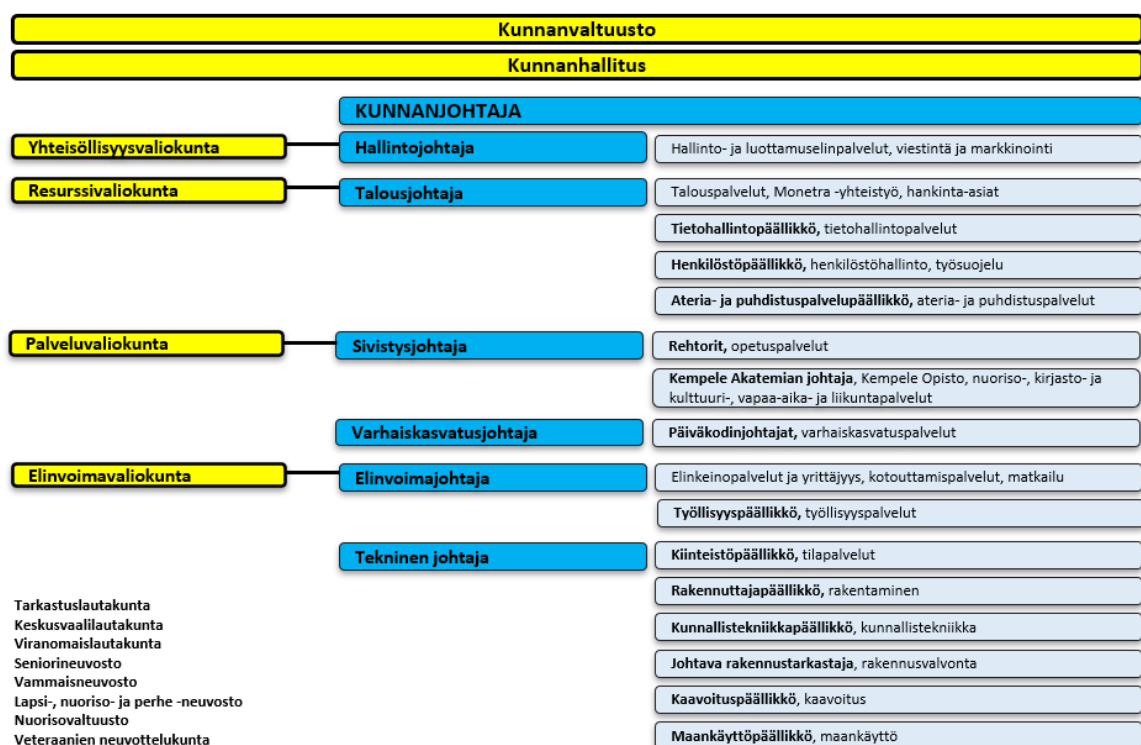 Kunnanvaltuusto
Kunnanhallitus
KUNNANJOHTAJA
Yhteisöllisyysvaliokunta
Hallintojohtaja
Hallinto- ja luottamuselinpalvelut, viestintä ja markkinointi
Resurssivaliokunta
Talousjohtaja
Talouspalvelut, Monetra -yhteistyö, hankinta-asiat
Tietohallintopäällikkö, tietohallintopalvelut
Henkilöstöpäällikkö, henkilöstöhallinto, työsuojelu
Ateria- ja puhdistuspalvelupäällikkö, ateria- ja puhdistuspalvelut
Palveluvaliokunta
Sivistysjohtaja
Rehtorit, opetuspalvelut
Kempele Akatemian johtaja, Kempele Opisto, nuoriso-, kirjasto- ja
kulttuuri-, vapaa-aika- ja liikuntapalvelut
Varhaiskasvatusjohtaja
Päiväkodinjohtajat, varhaiskasvatuspalvelut
Elinvoimavaliokunta
Elinvoimajohtaja
Elinkeinopalvelut ja yrittäjyys, kotouttamispalvelut, matkailu
Työllisyyspäällikkö, työllisyyspalvelut
Tekninen johtaja
Kiinteistöpäällikkö, tilapalvelut
Rakennuttajapäällikkö, rakentaminen
Kunnallistekniikkapäällikkö, kunnallistekniikka
Johtava rakennustarkastaja, rakennusvalvonta
Kaavoituspäällikkö, kaavoitus
Maankäyttöpäällikkö, maankäyttö
Tarkastuslautakunta
Keskusvaalilautakunta
Viranomaislautakunta
Seniorineuvosto
Vammaisneuvosto
Lapsi-, nuoriso- ja perhe -neuvosto
Nuorisovaltuusto
Veteraanien neuvottelukunta